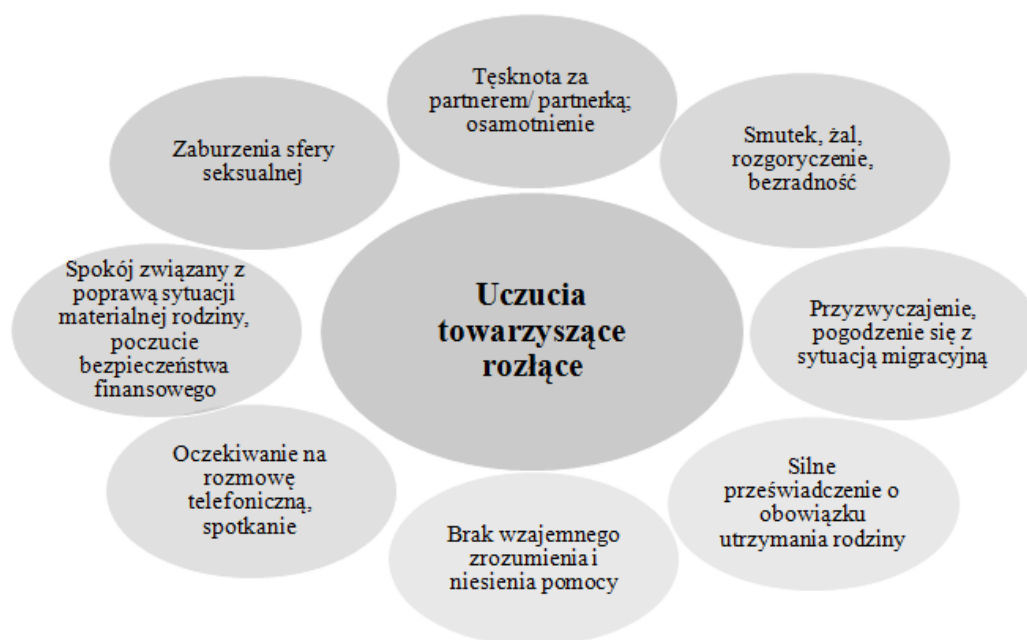 Tęsknota za
partnerem/ partnerką;
osamotnienie
Smutek, żal,
rozgoryczenie,
bezradność
Przyzwyczajenie,
pogodzenie się z
sytuacją migracyjną
Silne
przeświadczenie o
obowiązku
utrzymania rodziny
Brak wzajemnego
zrozumienia i
niesienia pomocy
Oczekiwanie na
rozmowę
telefoniczną,
spotkanie
Spokój związany z
poprawą sytuacji
materialnej rodziny,
poczucie
bezpieczeństwa
finansowego
Zaburzenia sfery
seksualnej
Uczucia
towarzyszące
rozłące